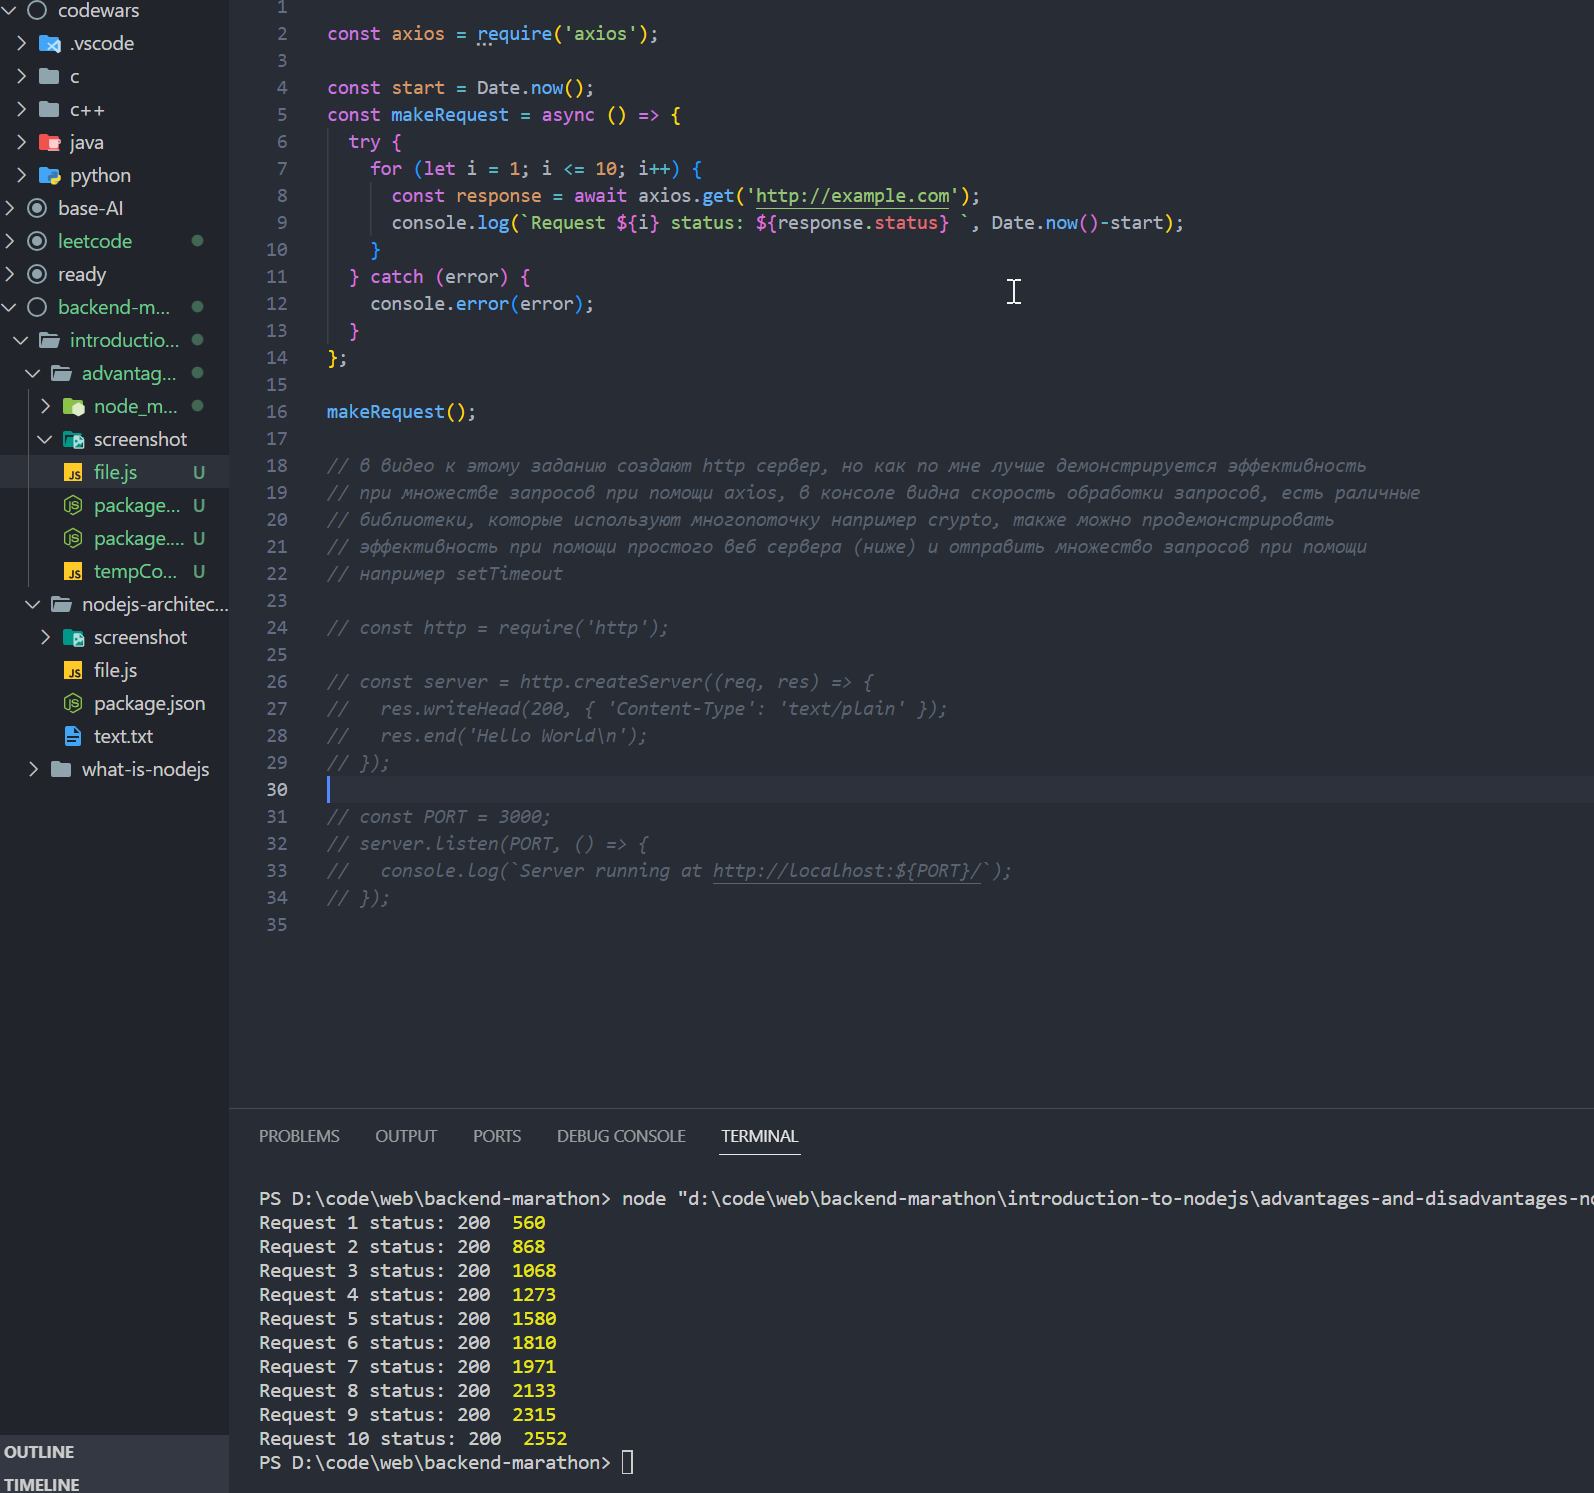 codewars
.vscode
c
c++
java
python
base-AI
leetcode
ready
backend-m...
introductio...
advantag...
node_m...
screenshot
file.js U
package... U
package.... U
tempCo... U
nodejs-architec...
screenshot
file.js
package.json
text.txt
what-is-nodejs
OUTLINE
TIMELINE
1
2 const axios = require('axios');
3
4 const start = Date.now();
5 const makeRequest = async () => {
6 try {
7 for (let i = 1; i <= 10; i++) {
8 const response = await axios.get('http://example.com');
9 console.log(`Request ${i} status: ${response.status} `, Date.now()-start);
10 }
11 } catch (error) {
12 console.error(error);
13 }
14 };
15
16 makeRequest();
17
18 // в видео к этому заданию создают http сервер, но как по мне лучше демонстрируется эффективность
19 // при множестве запросов при помощи axios, в консоле видна скорость обработки запросов, есть раличные
20 // библиотеки, которые используют многопоточку например crypto, также можно продемонстрировать
21 // эффективность при помощи простого веб сервера (ниже) и отправить множество запросов при помощи
22 // например setTimeout
23
24 // const http = require('http');
25
26 // const server = http.createServer((req, res) => {
27 // res.writeHead(200, { 'Content-Type': 'text/plain' });
28 // res.end('Hello World\n');
29 // });
30
31 // const PORT = 3000;
32 // server.listen(PORT, () => {
33 // console.log(`Server running at http://localhost:${PORT}/`);
34 // });
35
PROBLEMS OUTPUT PORTS DEBUG CONSOLE TERMINAL
PS D:\code\web\backend-marathon> node "d:\code\web\backend-marathon\introduction-to-nodejs\advantages-and-disadvantages-no
Request 1 status: 200 560
Request 2 status: 200 868
Request 3 status: 200 1068
Request 4 status: 200 1273
Request 5 status: 200 1580
Request 6 status: 200 1810
Request 7 status: 200 1971
Request 8 status: 200 2133
Request 9 status: 200 2315
Request 10 status: 200 2552
PS D:\code\web\backend-marathon>